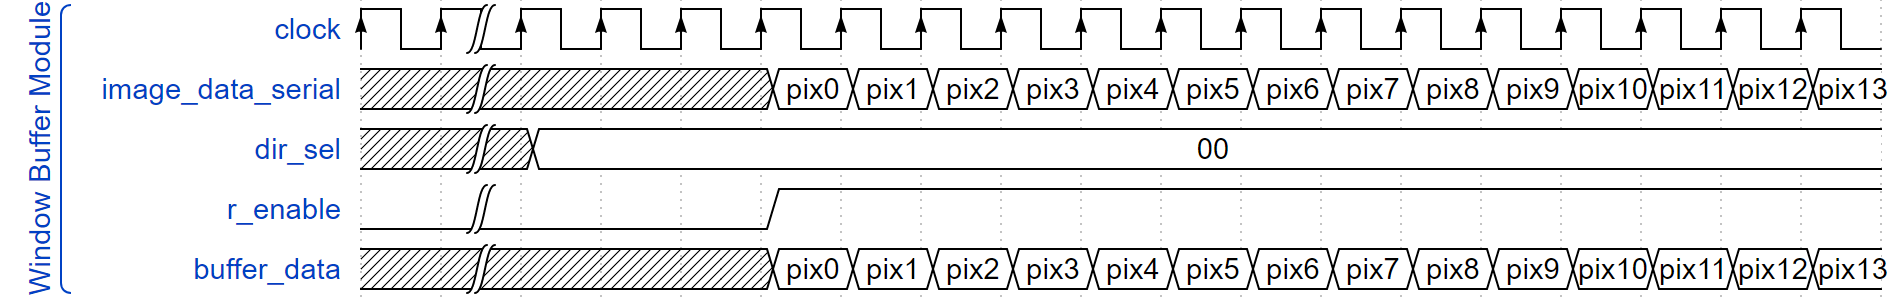 Window Buffer Module
clock
image_data_serial pix0 pix1 pix2 pix3 pix4 pix5 pix6 pix7 pix8 pix9 pix10 pix11 pix12 pix13
dir_sel 00
r_enable
buffer_data pix0 pix1 pix2 pix3 pix4 pix5 pix6 pix7 pix8 pix9 pix10 pix11 pix12 pix13